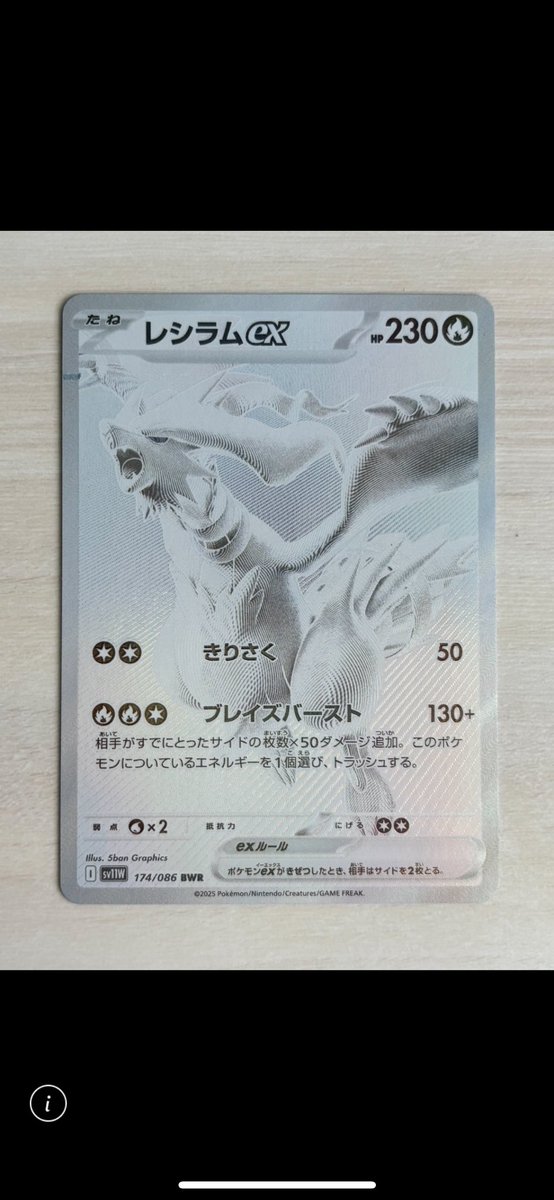 たね レシラムex HP 230
きりさく 50
ブレイズバースト 130+
相手がすでにとったサイドの枚数×50ダメージ追加。このポケ
モンについているエネルギーを1個選び、トラッシュする。
弱点 ×2 抵抗力 にげる
exルール
ポケモンexがきぜつしたとき、相手はサイドを2枚とる。
Illus. 5ban Graphics
I sv11W 174/086 BWR
©2025 Pokémon/Nintendo/Creatures/GAME FREAK.